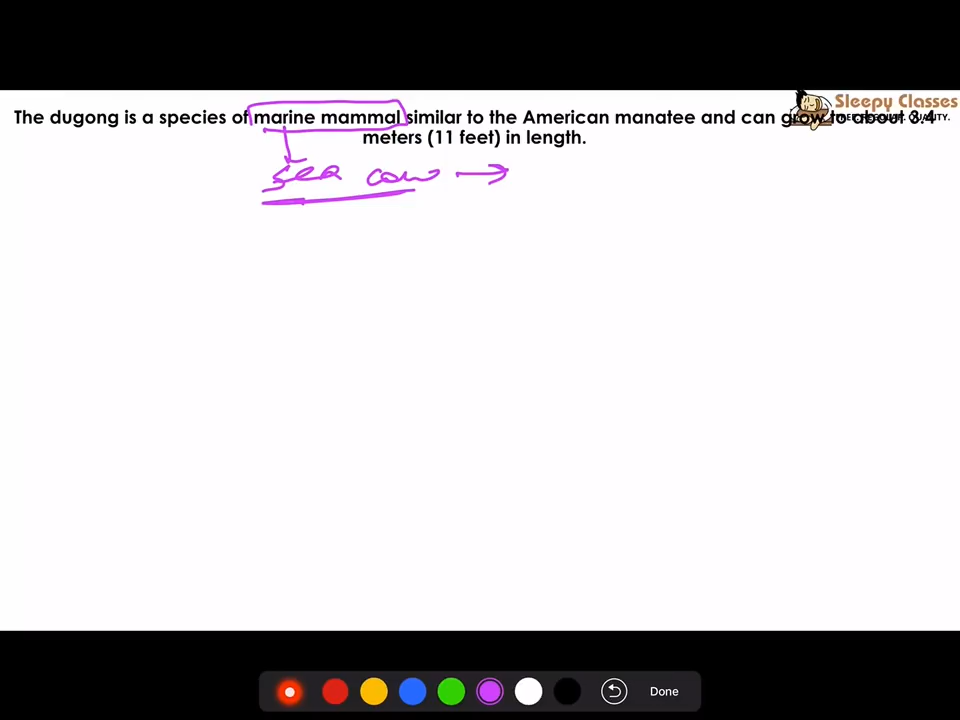 The dugong is a species of marine mammal similar to the American manatee and can grow to about 3.4
meters (11 feet) in length.
Sleepy Classes
sea cow →
Done